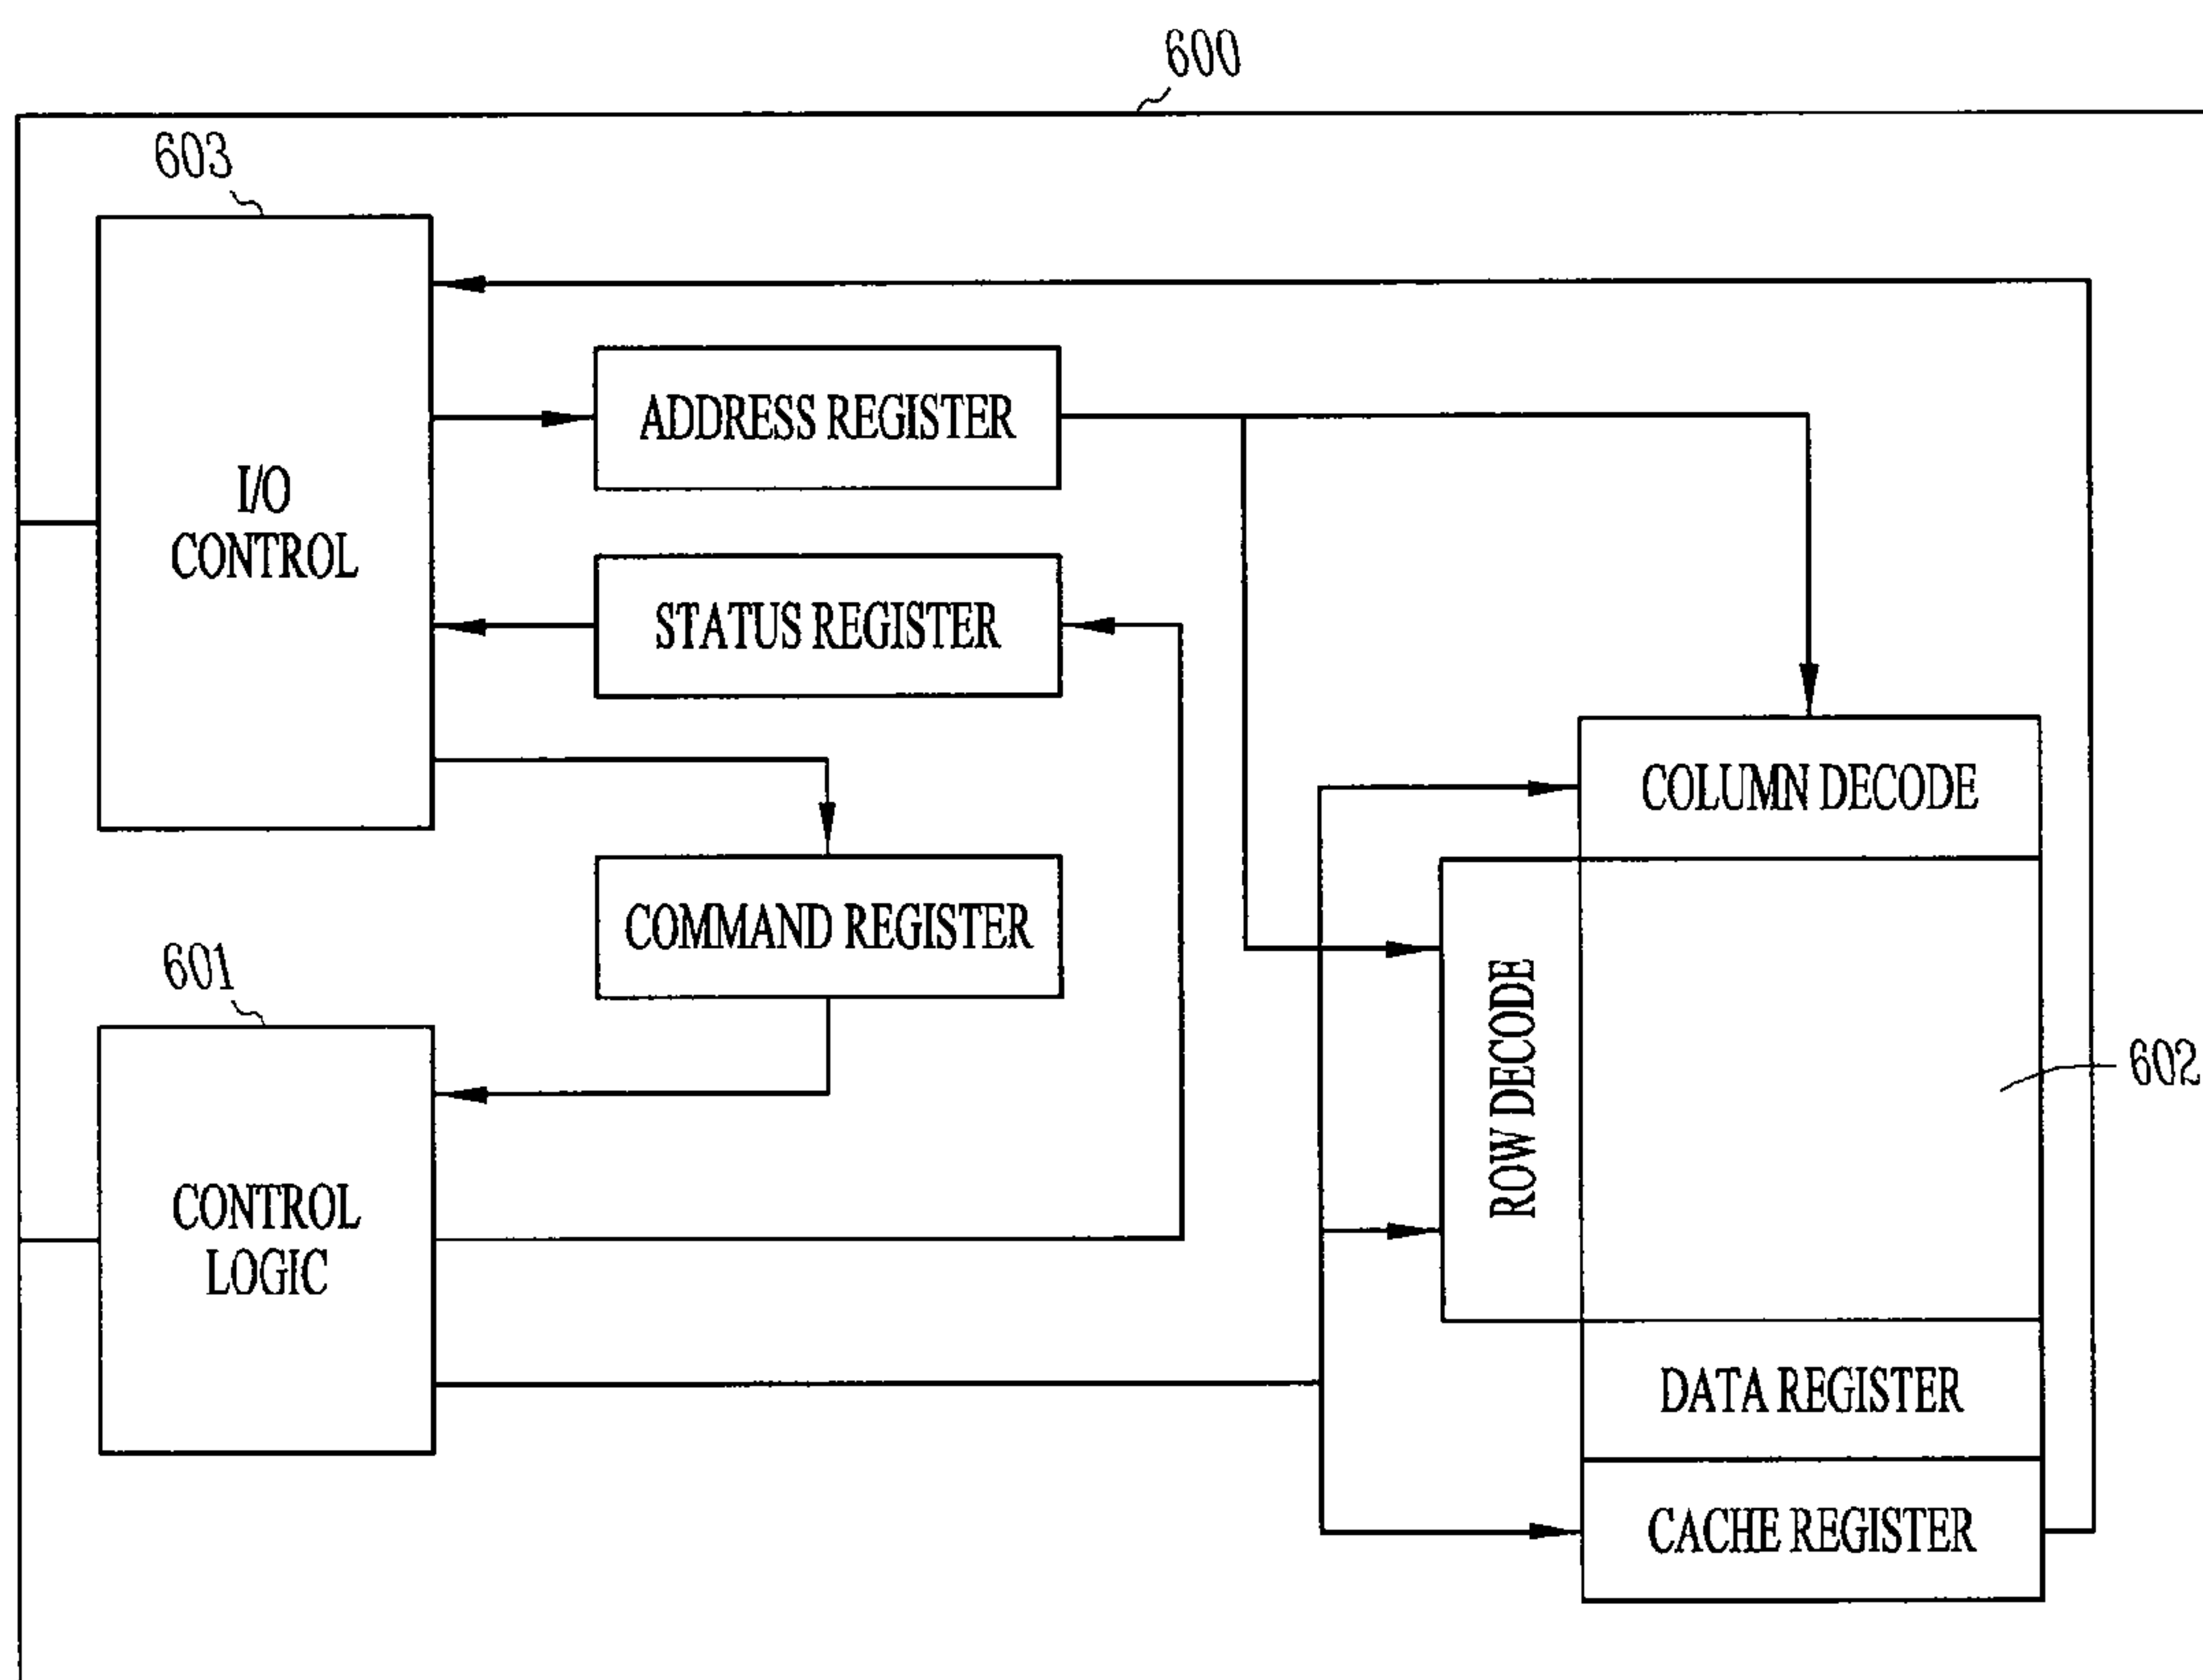 600
603
I/O
CONTROL
ADDRESS REGISTER
STATUS REGISTER
COLUMN DECODE
COMMAND REGISTER
601
ROW DECODE
602
CONTROL
LOGIC
DATA REGISTER
CACHE REGISTER